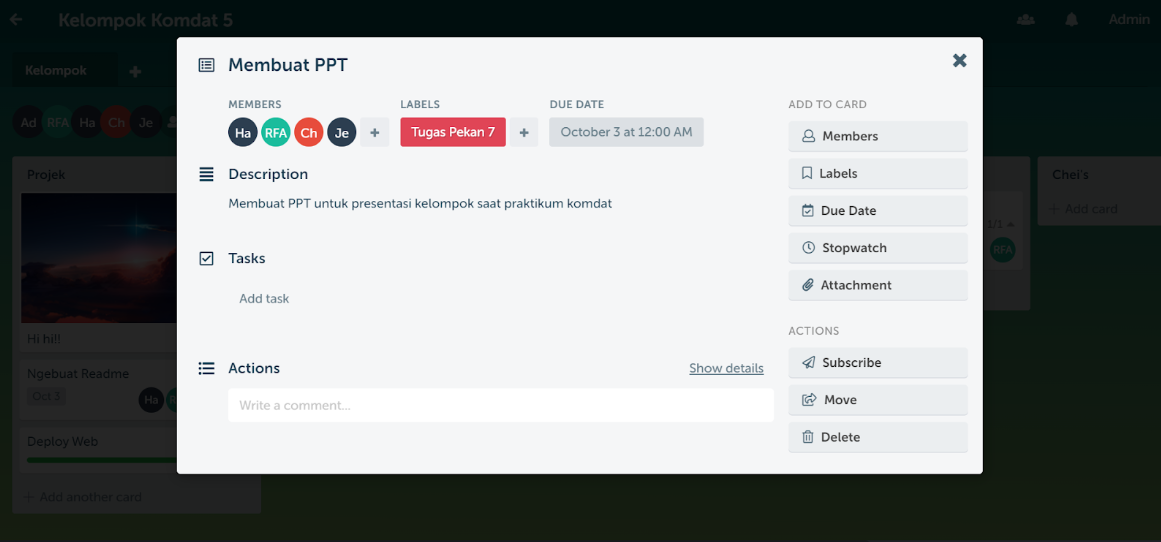 Kelompok Komdat 5
Admin
Kelompok
Ad RFA Ha Ch Je
Projek
Hi hi!!
Ngebuat Readme
Oct 3
Ha
Deploy Web
+ Add another card
Membuat PPT
MEMBERS LABELS DUE DATE
Ha RFA Ch Je + Tugas Pekan 7 + October 3 at 12:00 AM
Description
Membuat PPT untuk presentasi kelompok saat praktikum komdat
Tasks
Add task
Actions Show details
Write a comment...
ADD TO CARD
Members
Labels
Due Date
Stopwatch
Attachment
ACTIONS
Subscribe
Move
Delete
1/1
RFA
Chei's
+ Add card